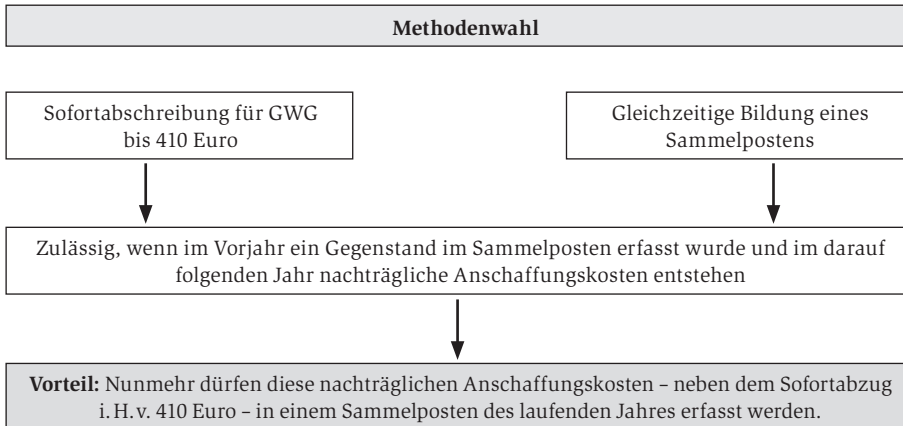 Methodenwahl
Sofortabschreibung für GWG
bis 410 Euro
Gleichzeitige Bildung eines
Sammelpostens
Zulässig, wenn im Vorjahr ein Gegenstand im Sammelposten erfasst wurde und im darauf
folgenden Jahr nachträgliche Anschaffungskosten entstehen
Vorteil: Nunmehr dürfen diese nachträglichen Anschaffungskosten – neben dem Sofortabzug
i. H. v. 410 Euro – in einem Sammelposten des laufenden Jahres erfasst werden.